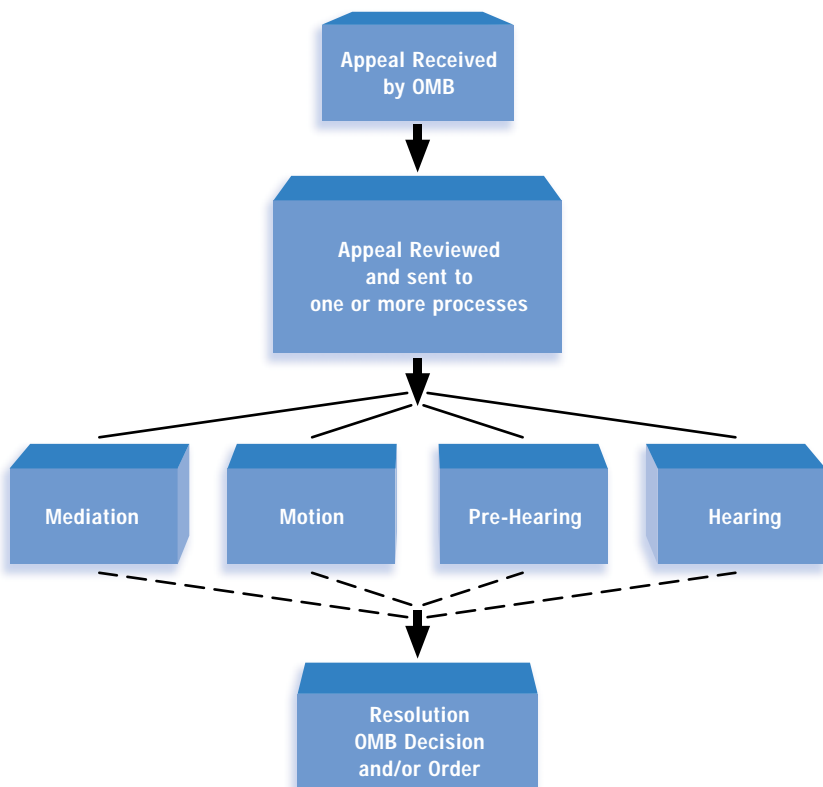 Appeal Received
by OMB
Appeal Reviewed
and sent to
one or more processes
Mediation
Motion
Pre-Hearing
Hearing
Resolution
OMB Decision
and/or Order